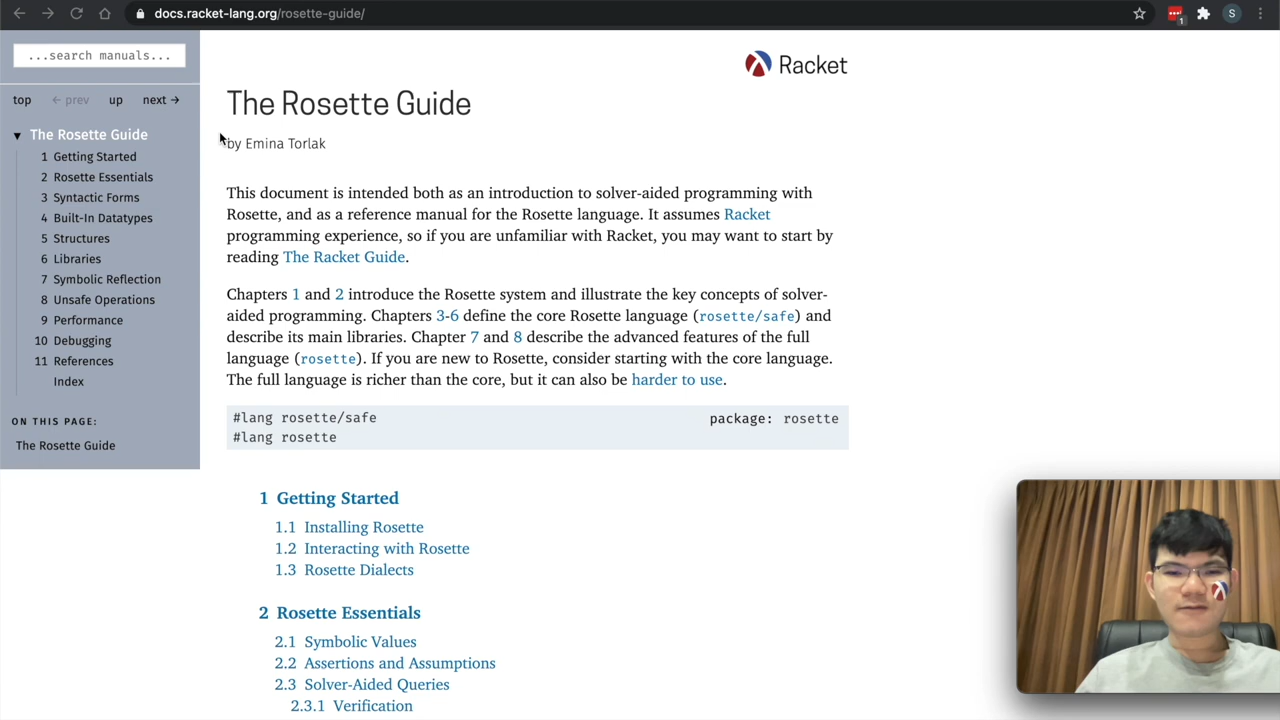 docs.racket-lang.org/rosette-guide/
S
1
...search manuals...
top ← prev up next →
▼ The Rosette Guide
1 Getting Started
2 Rosette Essentials
3 Syntactic Forms
4 Built-In Datatypes
5 Structures
6 Libraries
7 Symbolic Reflection
8 Unsafe Operations
9 Performance
10 Debugging
11 References
Index
ON THIS PAGE:
The Rosette Guide
Racket
The Rosette Guide
by Emina Torlak
This document is intended both as an introduction to solver-aided programming with
Rosette, and as a reference manual for the Rosette language. It assumes Racket
programming experience, so if you are unfamiliar with Racket, you may want to start by
reading The Racket Guide.
Chapters 1 and 2 introduce the Rosette system and illustrate the key concepts of solver-
aided programming. Chapters 3-6 define the core Rosette language (rosette/safe) and
describe its main libraries. Chapter 7 and 8 describe the advanced features of the full
language (rosette). If you are new to Rosette, consider starting with the core language.
The full language is richer than the core, but it can also be harder to use.
#lang rosette/safe package: rosette
#lang rosette
1 Getting Started
1.1 Installing Rosette
1.2 Interacting with Rosette
1.3 Rosette Dialects
2 Rosette Essentials
2.1 Symbolic Values
2.2 Assertions and Assumptions
2.3 Solver-Aided Queries
2.3.1 Verification